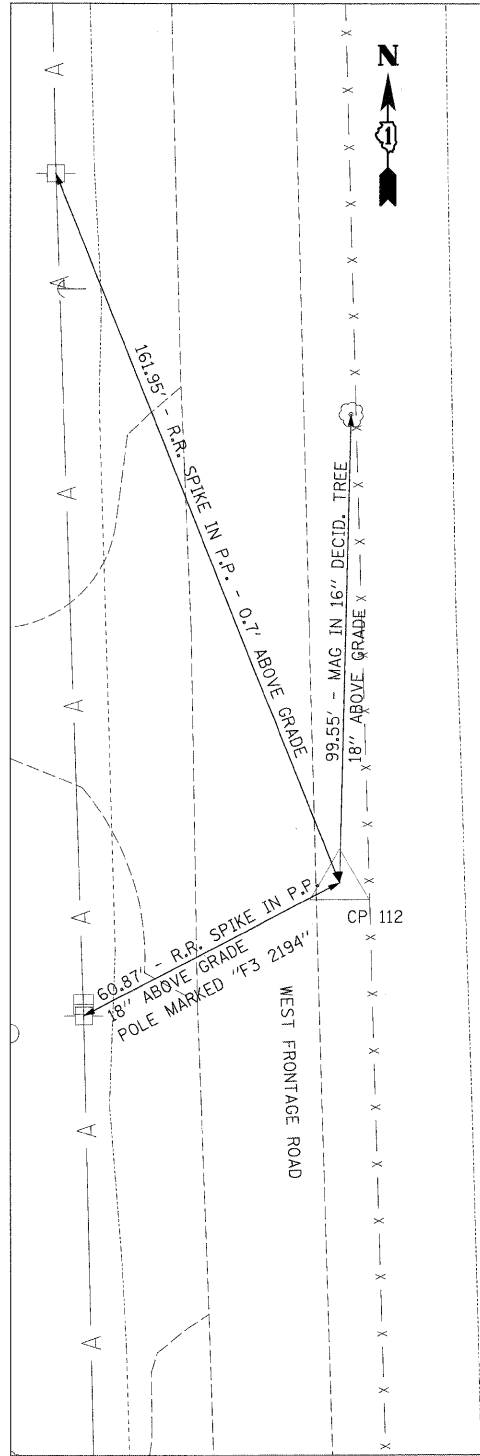 N
1
A
A
161.95' - R.R. SPIKE IN P.P. - 0.7' ABOVE GRADE
A
99.55' - MAG IN 16" DECID. TREE
18" ABOVE GRADE
A
CP 112
A
60.87' - R.R. SPIKE IN P.P.
18" ABOVE GRADE
POLE MARKED "F3 2194"
WEST FRONTAGE ROAD
A
A